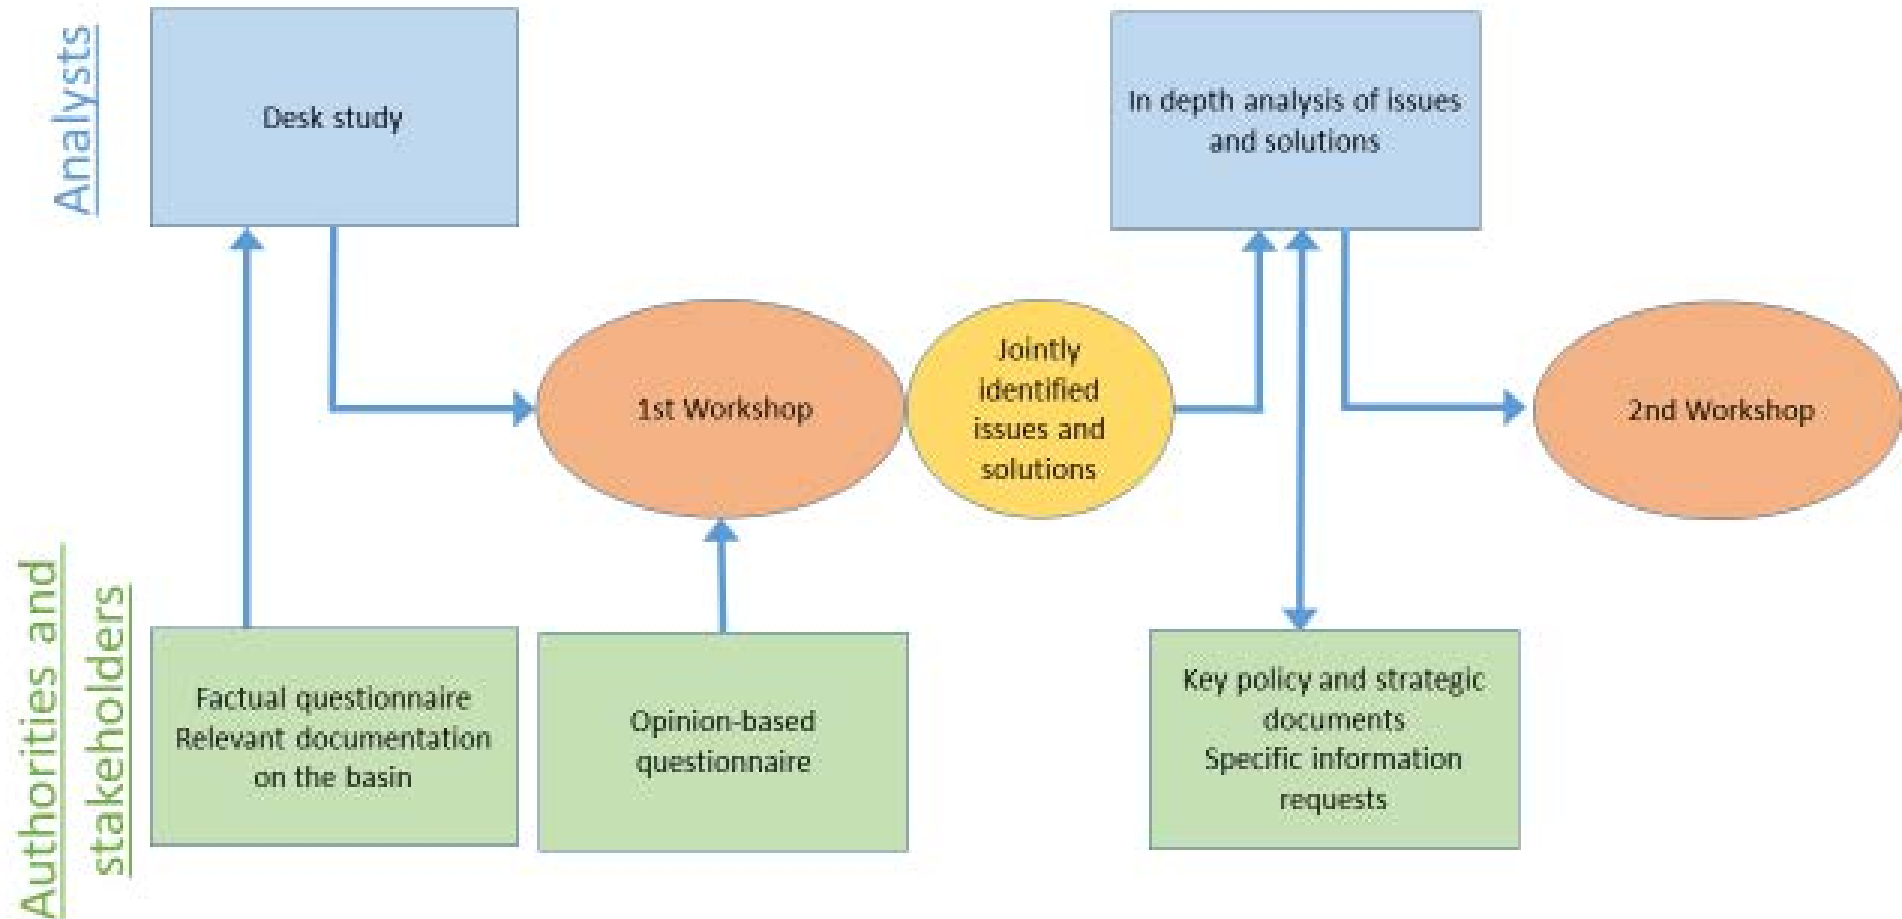 Analysts
Desk study
In depth analysis of issues
and solutions
1st Workshop
Jointly
identified
issues and
solutions
2nd Workshop
Authorities and
stakeholders
Factual questionnaire
Relevant documentation
on the basin
Opinion-based
questionnaire
Key policy and strategic
documents
Specific information
requests